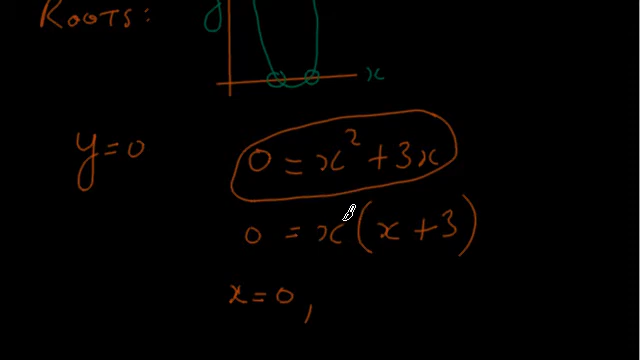 Roots:
y
x
y=0
0 = x² + 3x
0 = x(x+3)
x=0,